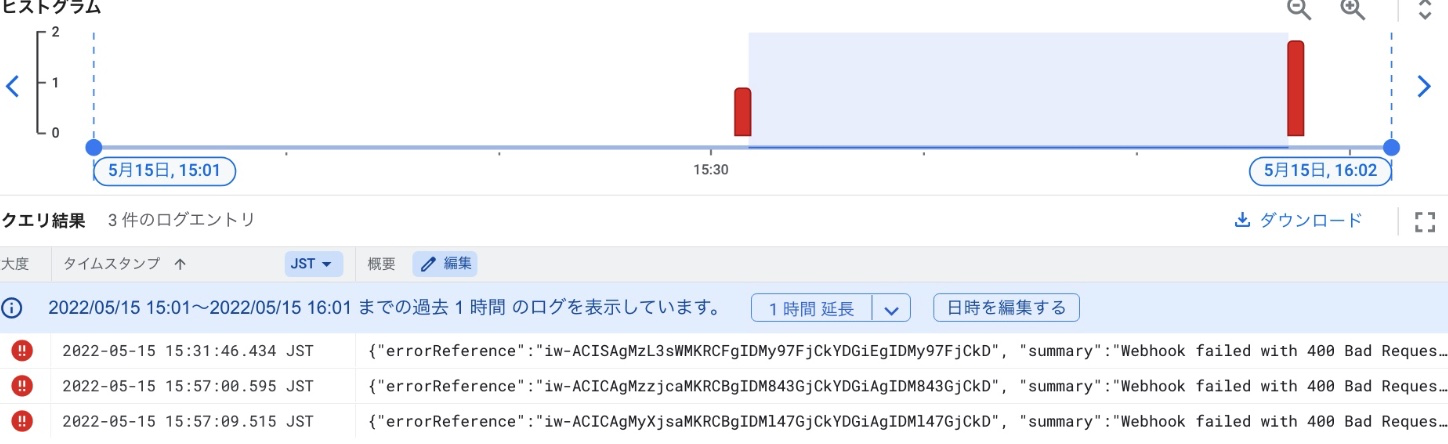 ヒストグラム
2
1
0
5月15日, 15:01
15:30
5月15日, 16:02
クエリ結果 3 件のログエントリ
ダウンロード
大度 タイムスタンプ ↑ JST 概要 編集
2022/05/15 15:01〜2022/05/15 16:01 までの過去 1 時間 のログを表示しています。 1 時間 延長 日時を編集する
!! 2022-05-15 15:31:46.434 JST {"errorReference":"iw-ACISAgMzL3sWMKRCFgIDMy97FjCkYDGiEgIDMy97FjCkD", "summary":"Webhook failed with 400 Bad Reques…
!! 2022-05-15 15:57:00.595 JST {"errorReference":"iw-ACICAgMzzjcaMKRCBgIDM843GjCkYDGiAgIDM843GjCkD", "summary":"Webhook failed with 400 Bad Reques…
!! 2022-05-15 15:57:09.515 JST {"errorReference":"iw-ACICAgMyXjsaMKRCBgIDMl47GjCkYDGiAgIDMl47GjCkD", "summary":"Webhook failed with 400 Bad Reques…